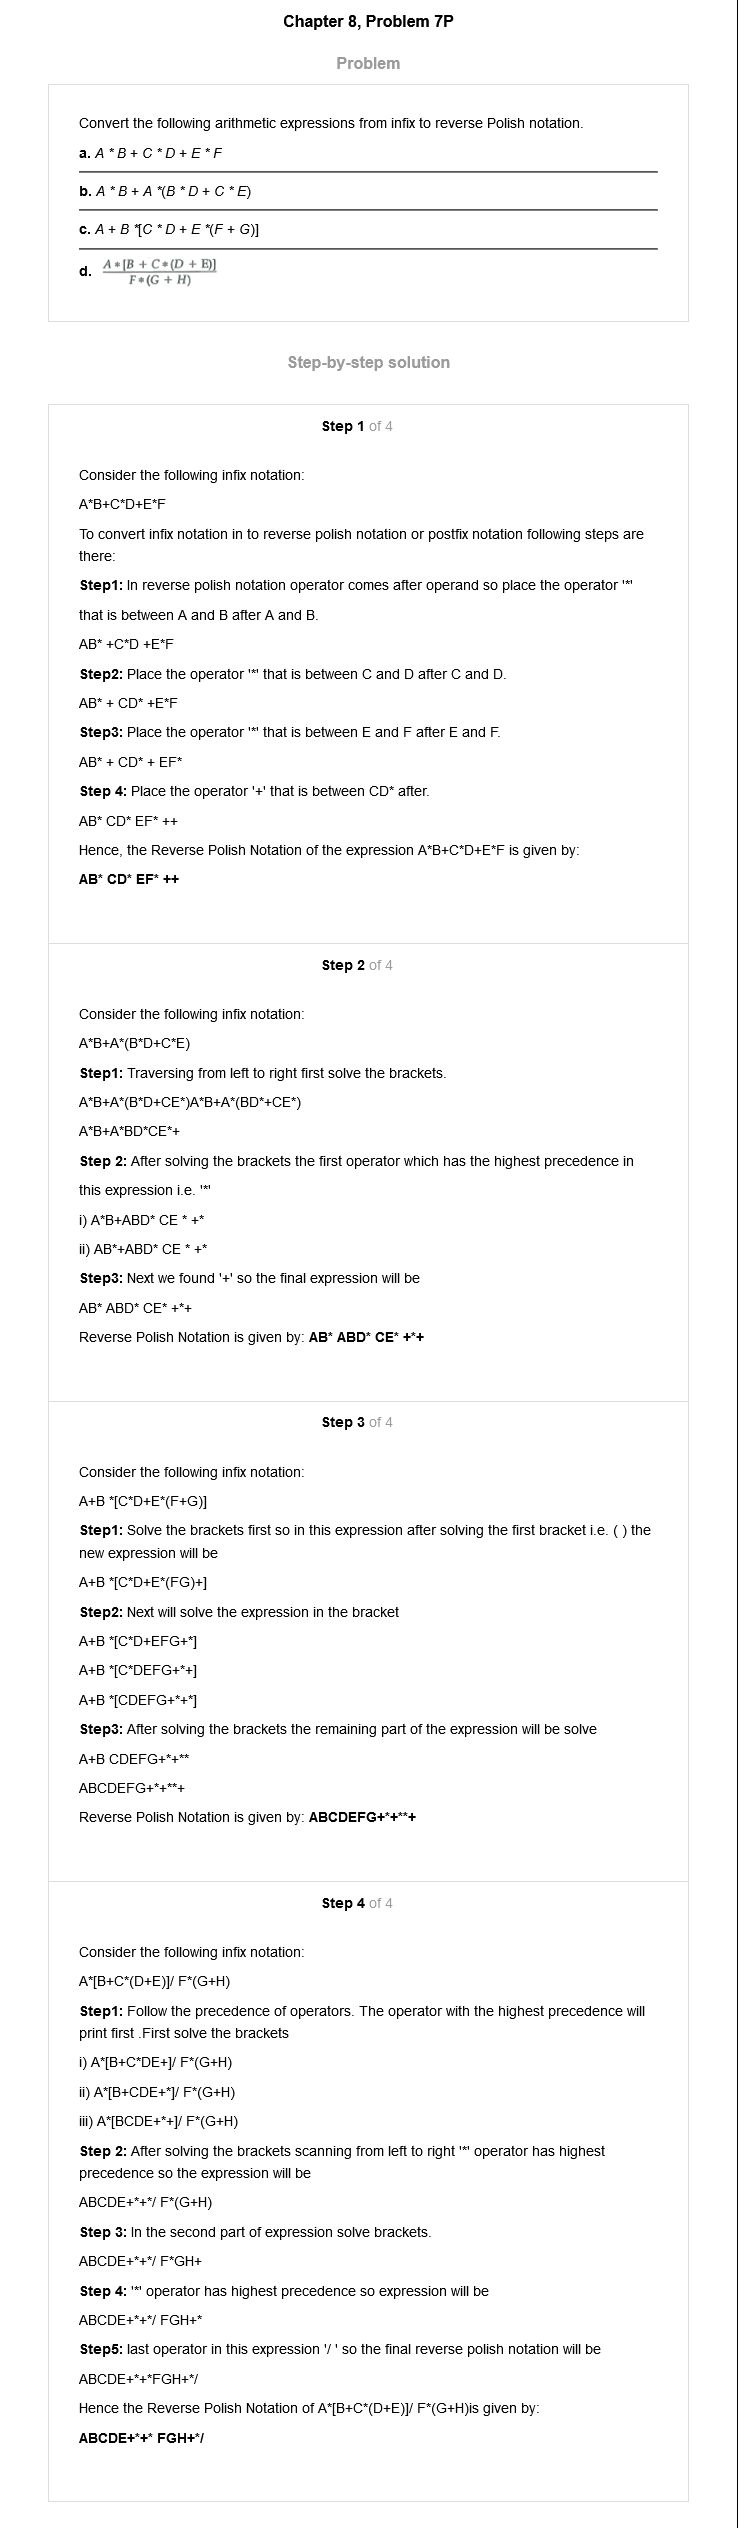 Chapter 8, Problem 7P
Problem
Convert the following arithmetic expressions from infix to reverse Polish notation.
a. A * B + C * D + E * F
b. A * B + A *(B * D + C * E)
c. A + B *[C * D + E *(F + G)]
d. A*[B + C*(D + E)]
F*(G + H)
Step-by-step solution
Step 1 of 4
Consider the following infix notation:
A*B+C*D+E*F
To convert infix notation in to reverse polish notation or postfix notation following steps are
there:
Step1: In reverse polish notation operator comes after operand so place the operator '*'
that is between A and B after A and B.
AB* +C*D +E*F
Step2: Place the operator '*' that is between C and D after C and D.
AB* + CD* +E*F
Step3: Place the operator '*' that is between E and F after E and F.
AB* + CD* + EF*
Step 4: Place the operator '+' that is between CD* after.
AB* CD* EF* ++
Hence, the Reverse Polish Notation of the expression A*B+C*D+E*F is given by:
AB* CD* EF* ++
Step 2 of 4
Consider the following infix notation:
A*B+A*(B*D+C*E)
Step1: Traversing from left to right first solve the brackets.
A*B+A*(B*D+CE*)A*B+A*(BD*+CE*)
A*B+A*BD*CE*+
Step 2: After solving the brackets the first operator which has the highest precedence in
this expression i.e. '*'
i) A*B+ABD* CE * +*
ii) AB*+ABD* CE * +*
Step3: Next we found '+' so the final expression will be
AB* ABD* CE* +*+
Reverse Polish Notation is given by: AB* ABD* CE* +*+
Step 3 of 4
Consider the following infix notation:
A+B *[C*D+E*(F+G)]
Step1: Solve the brackets first so in this expression after solving the first bracket i.e. ( ) the
new expression will be
A+B *[C*D+E*(FG)+]
Step2: Next will solve the expression in the bracket
A+B *[C*D+EFG+*]
A+B *[C*DEFG+*+]
A+B *[CDEFG+*+*]
Step3: After solving the brackets the remaining part of the expression will be solve
A+B CDEFG+*+**
ABCDEFG+*+**+
Reverse Polish Notation is given by: ABCDEFG+*+**+
Step 4 of 4
Consider the following infix notation:
A*[B+C*(D+E)]/ F*(G+H)
Step1: Follow the precedence of operators. The operator with the highest precedence will
print first .First solve the brackets
i) A*[B+C*DE+]/ F*(G+H)
ii) A*[B+CDE+*]/ F*(G+H)
iii) A*[BCDE+*+]/ F*(G+H)
Step 2: After solving the brackets scanning from left to right '*' operator has highest
precedence so the expression will be
ABCDE+*+*/ F*(G+H)
Step 3: In the second part of expression solve brackets.
ABCDE+*+*/ F*GH+
Step 4: '*' operator has highest precedence so expression will be
ABCDE+*+*/ FGH+*
Step5: last operator in this expression '/ ' so the final reverse polish notation will be
ABCDE+*+*FGH+*/
Hence the Reverse Polish Notation of A*[B+C*(D+E)]/ F*(G+H)is given by:
ABCDE+*+* FGH+*/